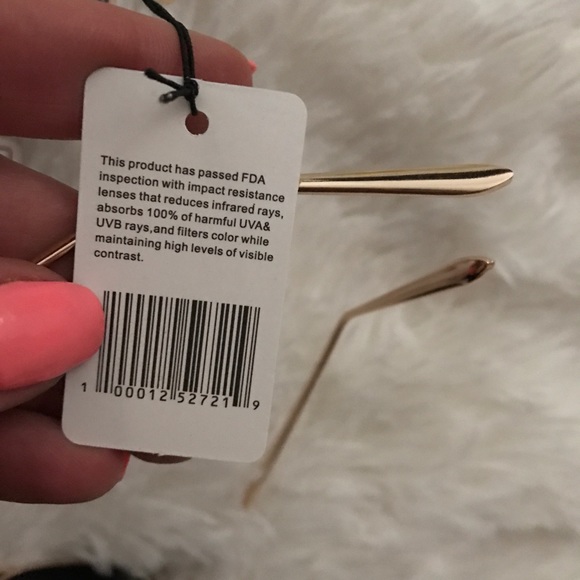 This product has passed FDA
inspection with impact resistance
lenses that reduces infrared rays,
absorbs 100% of harmful UVA&
UVB rays,and filters color while
maintaining high levels of visible
contrast.
1 00012 52721 9